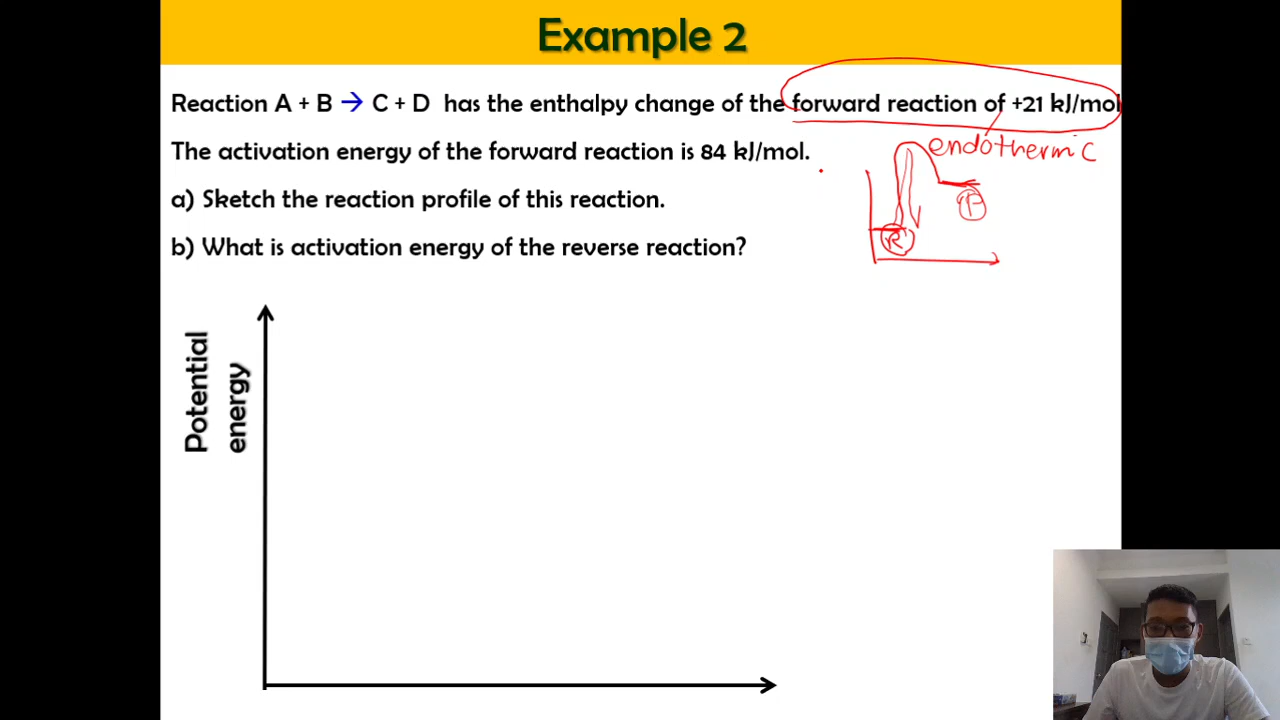 Example 2
Reaction A + B → C + D has the enthalpy change of the forward reaction of +21 kJ/mol
The activation energy of the forward reaction is 84 kJ/mol.
endothermic
a) Sketch the reaction profile of this reaction.
P
b) What is activation energy of the reverse reaction?
R
Potential
energy